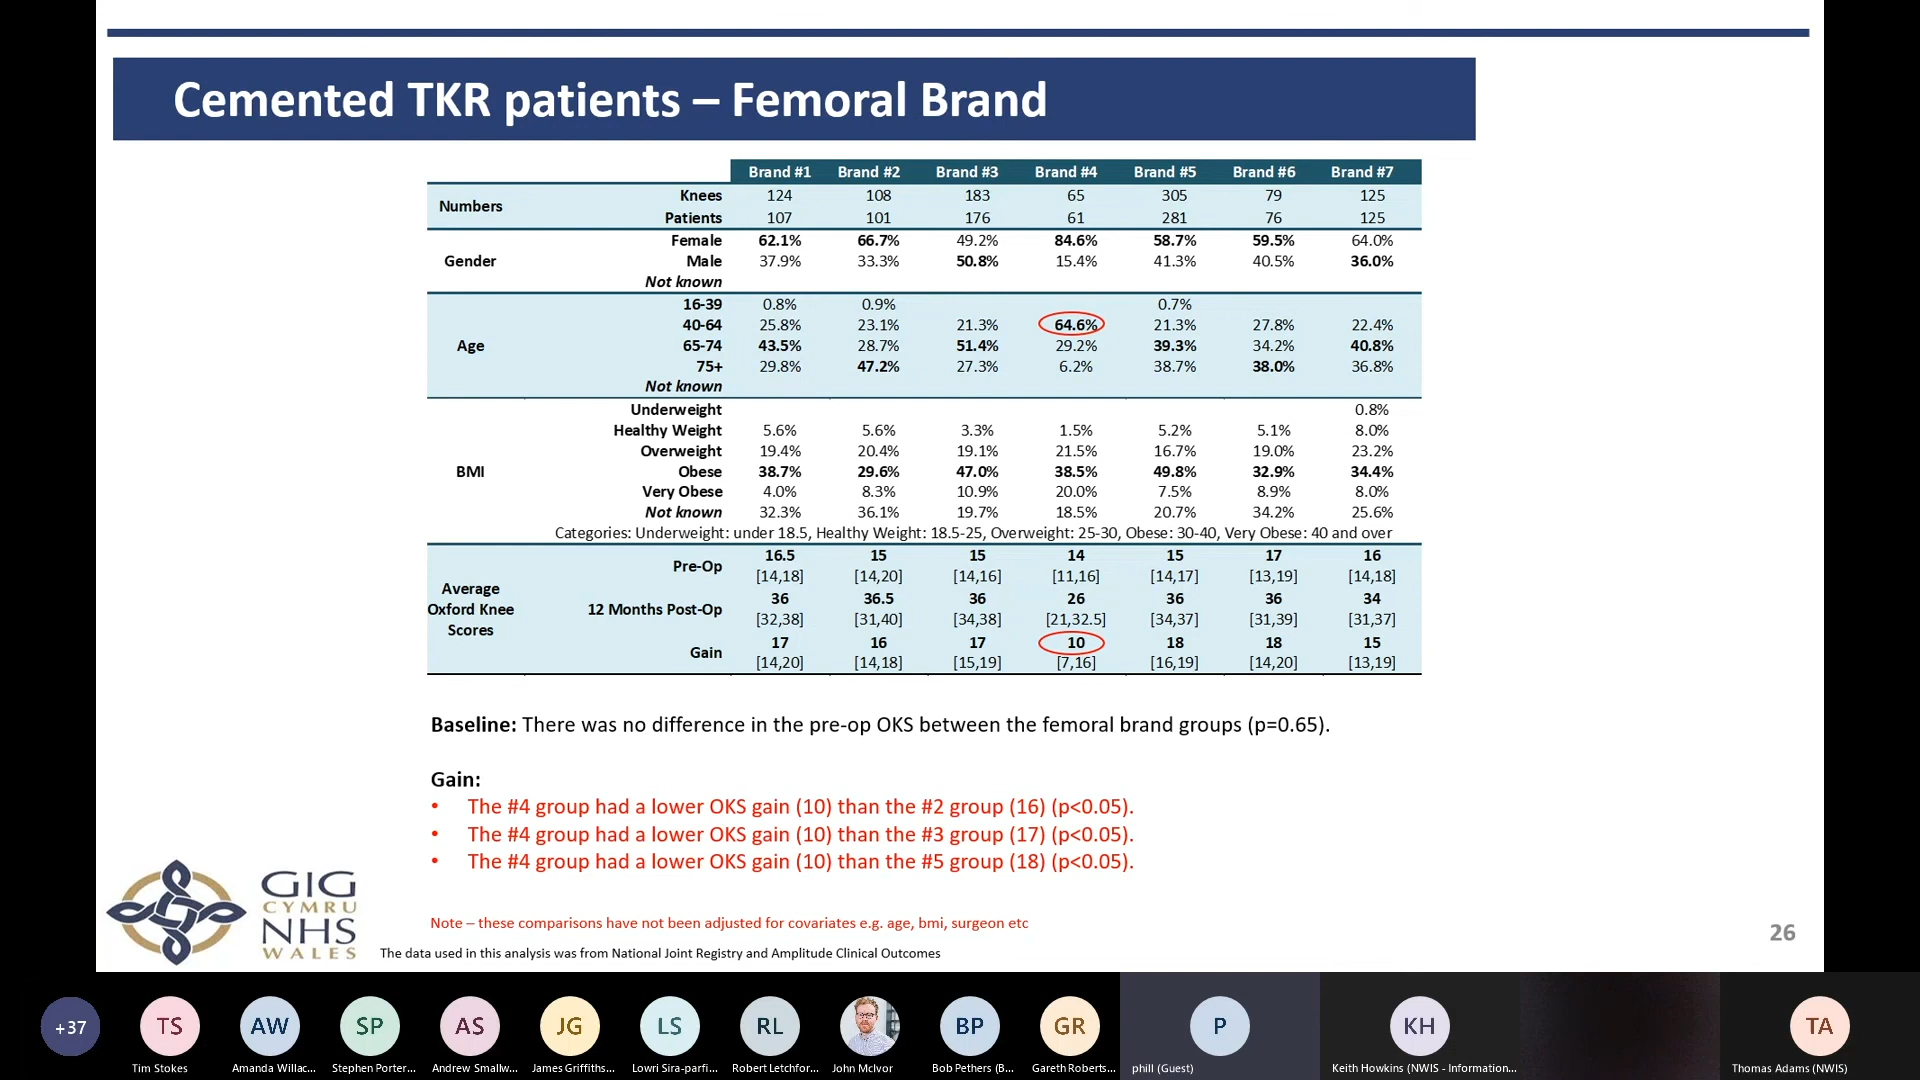 Cemented TKR patients – Femoral Brand
Brand #1 Brand #2 Brand #3 Brand #4 Brand #5 Brand #6 Brand #7
Numbers
Knees 124 108 183 65 305 79 125
Patients 107 101 176 61 281 76 125
Gender
Female 62.1% 66.7% 49.2% 84.6% 58.7% 59.5% 64.0%
Male 37.9% 33.3% 50.8% 15.4% 41.3% 40.5% 36.0%
Not known
Age
16-39 0.8% 0.9% 0.7%
40-64 25.8% 23.1% 21.3% 64.6% 21.3% 27.8% 22.4%
65-74 43.5% 28.7% 51.4% 29.2% 39.3% 34.2% 40.8%
75+ 29.8% 47.2% 27.3% 6.2% 38.7% 38.0% 36.8%
Not known
BMI
Underweight 0.8%
Healthy Weight 5.6% 5.6% 3.3% 1.5% 5.2% 5.1% 8.0%
Overweight 19.4% 20.4% 19.1% 21.5% 16.7% 19.0% 23.2%
Obese 38.7% 29.6% 47.0% 38.5% 49.8% 32.9% 34.4%
Very Obese 4.0% 8.3% 10.9% 20.0% 7.5% 8.9% 8.0%
Not known 32.3% 36.1% 19.7% 18.5% 20.7% 34.2% 25.6%
Categories: Underweight: under 18.5, Healthy Weight: 18.5-25, Overweight: 25-30, Obese: 30-40, Very Obese: 40 and over
Average
Oxford Knee
Scores
Pre-Op 16.5 15 15 14 15 17 16
[14,18] [14,20] [14,16] [11,16] [14,17] [13,19] [14,18]
12 Months Post-Op 36 36.5 36 26 36 36 34
[32,38] [31,40] [34,38] [21,32.5] [34,37] [31,39] [31,37]
Gain 17 16 17 10 18 18 15
[14,20] [14,18] [15,19] [7,16] [16,19] [14,20] [13,19]
Baseline: There was no difference in the pre-op OKS between the femoral brand groups (p=0.65).
Gain:
• The #4 group had a lower OKS gain (10) than the #2 group (16) (p<0.05).
• The #4 group had a lower OKS gain (10) than the #3 group (17) (p<0.05).
• The #4 group had a lower OKS gain (10) than the #5 group (18) (p<0.05).
Note – these comparisons have not been adjusted for covariates e.g. age, bmi, surgeon etc
The data used in this analysis was from National Joint Registry and Amplitude Clinical Outcomes
GIG
CYMRU
NHS
WALES
26
+37 TS AW SP AS JG LS RL BP GR P KH TA
Tim Stokes Amanda Willac... Stephen Porter... Andrew Smallw... James Griffiths... Lowri Sira-parfi... Robert Letchfor... John McIvor Bob Pethers (B... Gareth Roberts... phill (Guest) Keith Howkins (NWIS - Information... Thomas Adams (NWIS)